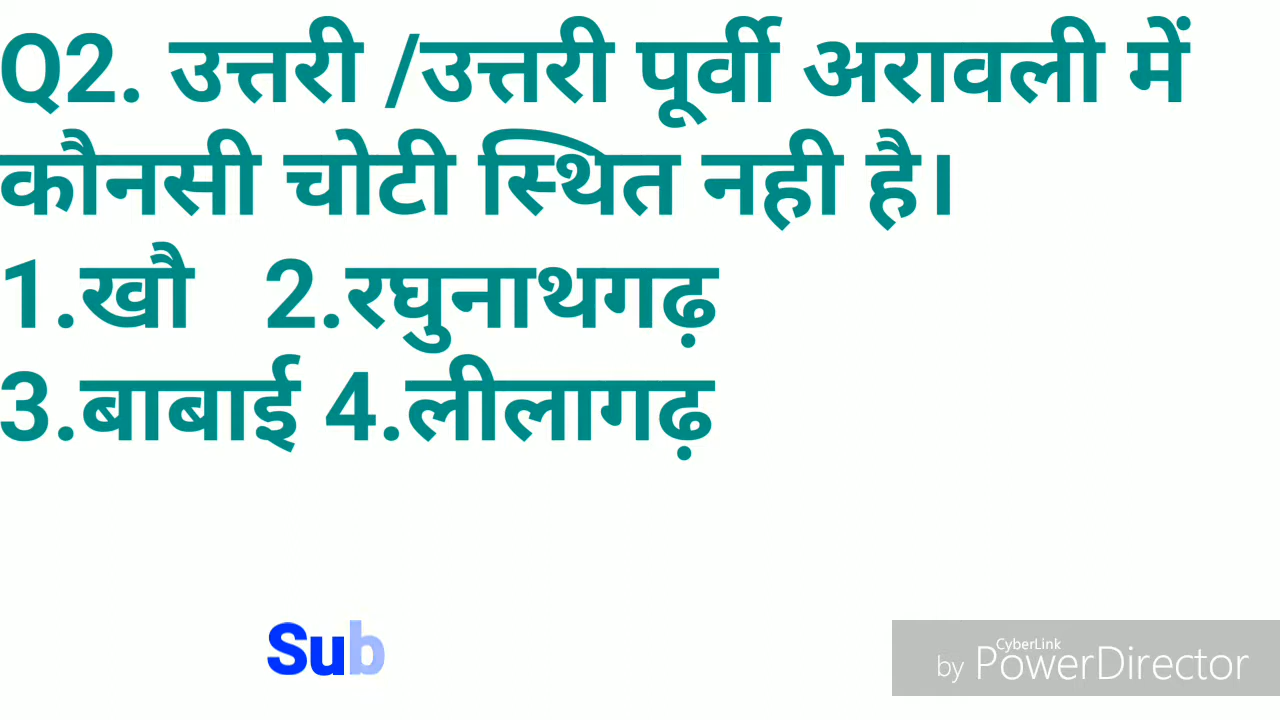 Q2. उत्तरी /उत्तरी पूर्वी अरावली में
कौनसी चोटी स्थित नही है।
1.खौ 2.रघुनाथगढ़
3.बाबाई 4.लीलागढ़
Sub
CyberLink
by PowerDirector